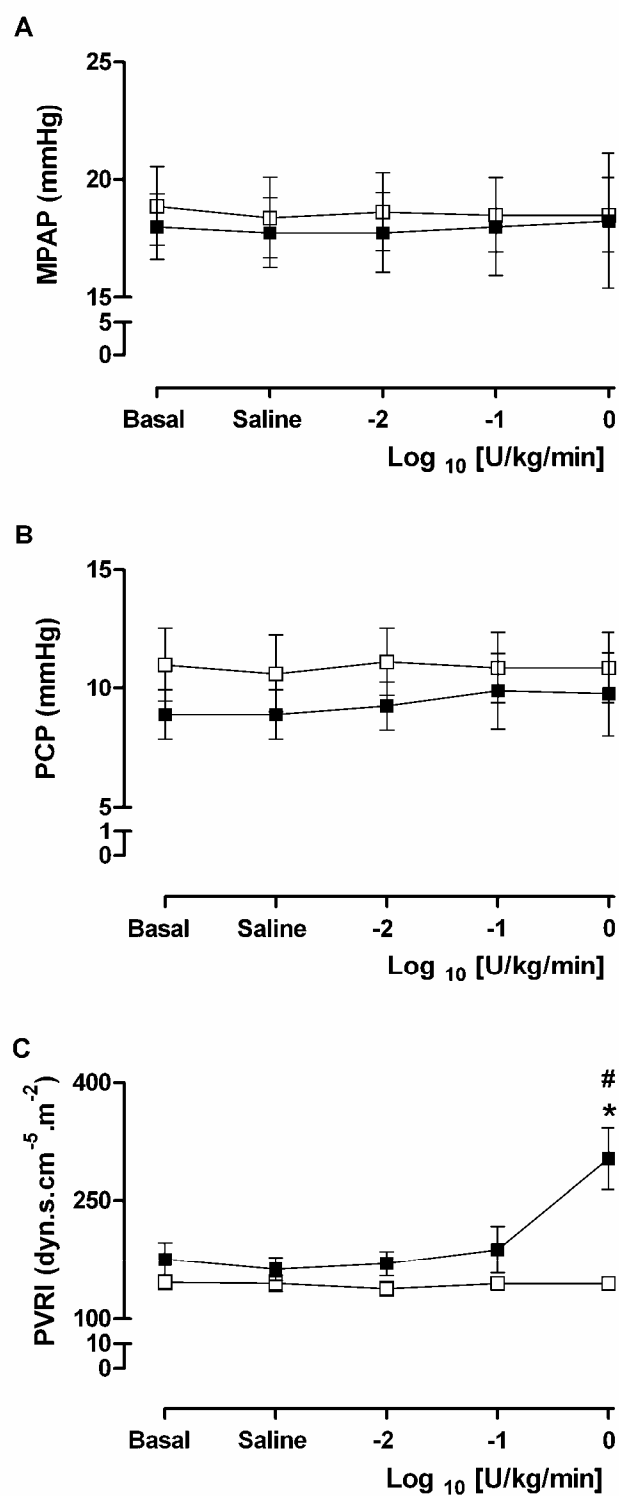 A
MPAP (mmHg)
25
20
15
5
0
Basal Saline -2 -1 0
Log 10 [U/kg/min]
B
PCP (mmHg)
15
10
5
1
0
Basal Saline -2 -1 0
Log 10 [U/kg/min]
C
PVRI (dyn.s.cm-5.m-2)
400
#
*
250
100
10
0
Basal Saline -2 -1 0
Log 10 [U/kg/min]